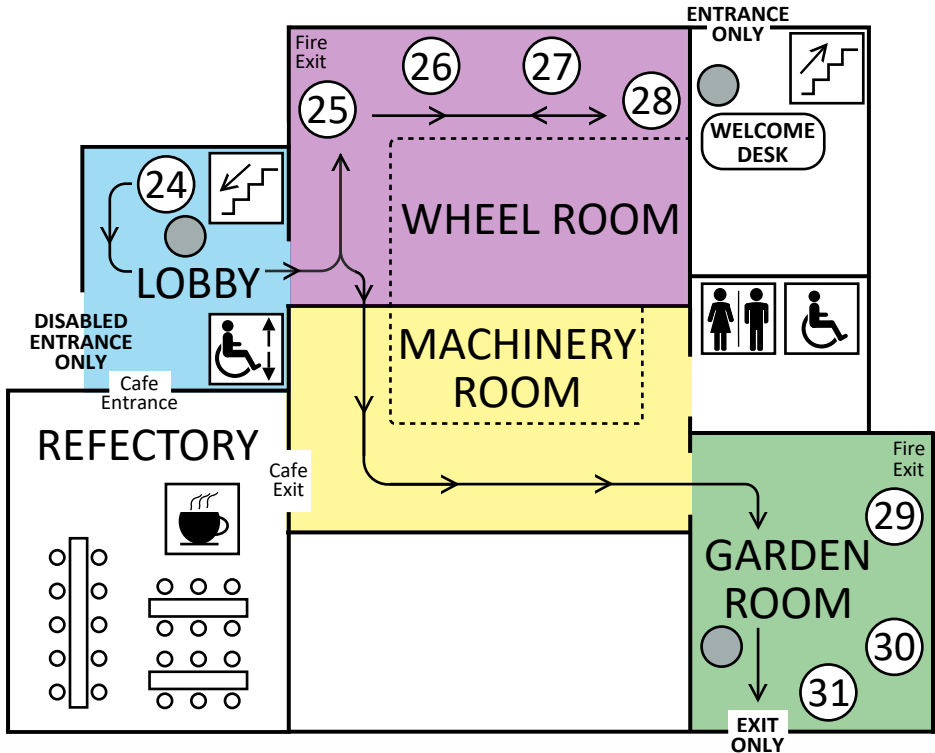 ENTRANCE
ONLY
Fire
Exit
26
27
28
25
WELCOME
DESK
24
WHEEL ROOM
LOBBY
DISABLED
ENTRANCE
ONLY
MACHINERY
ROOM
Cafe
Entrance
REFECTORY
Cafe
Exit
Fire
Exit
29
GARDEN
ROOM
30
31
EXIT
ONLY